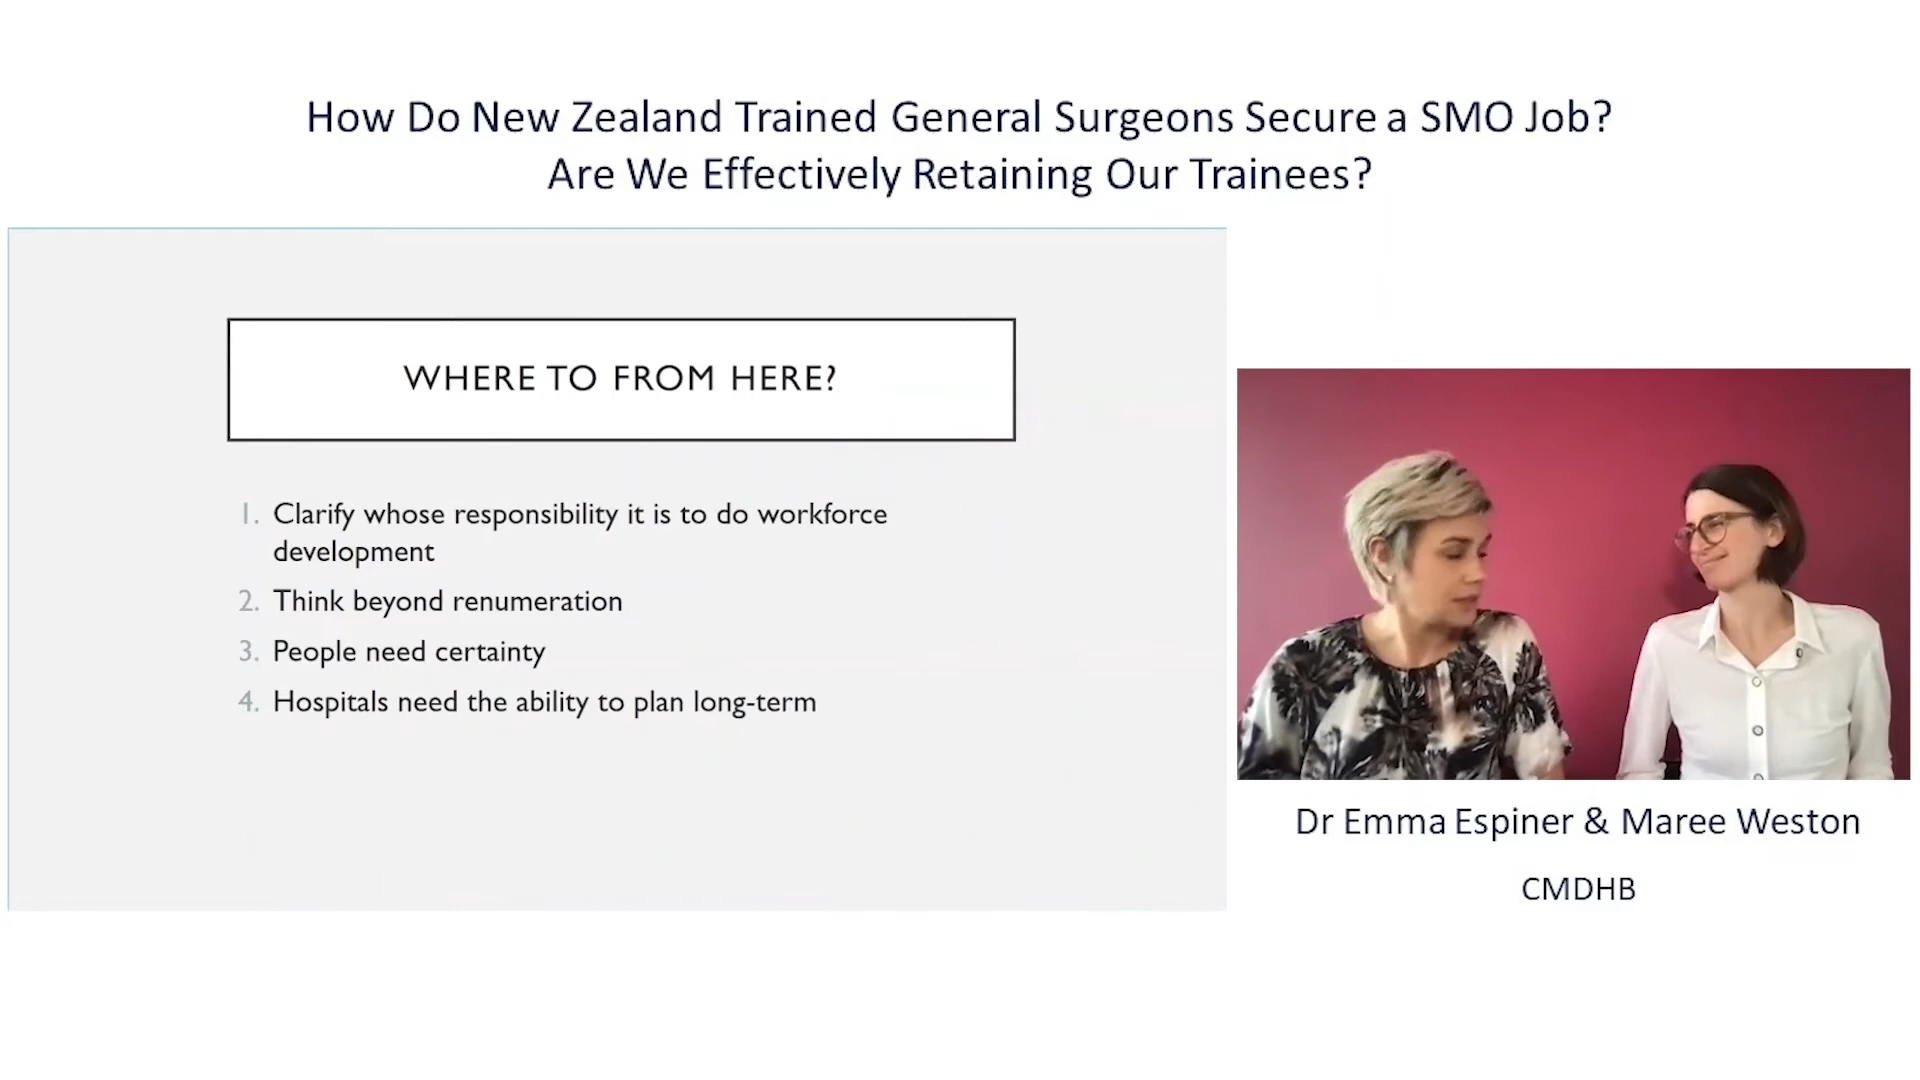 How Do New Zealand Trained General Surgeons Secure a SMO Job?
Are We Effectively Retaining Our Trainees?
WHERE TO FROM HERE?
1. Clarify whose responsibility it is to do workforce
development
2. Think beyond renumeration
3. People need certainty
4. Hospitals need the ability to plan long-term
Dr Emma Espiner & Maree Weston
CMDHB